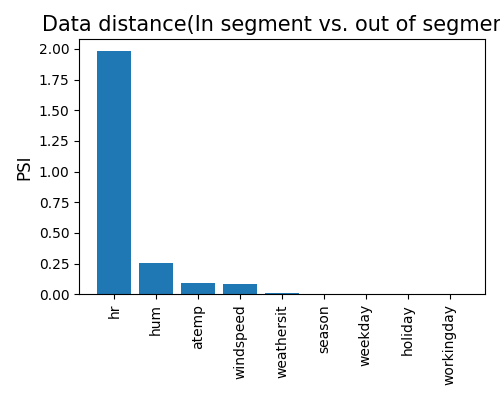 Data distance(In segment vs. out of segmen
PSI
2.00
1.75
1.50
1.25
1.00
0.75
0.50
0.25
0.00
hr
hum
atemp
windspeed
weathersit
season
weekday
holiday
workingday